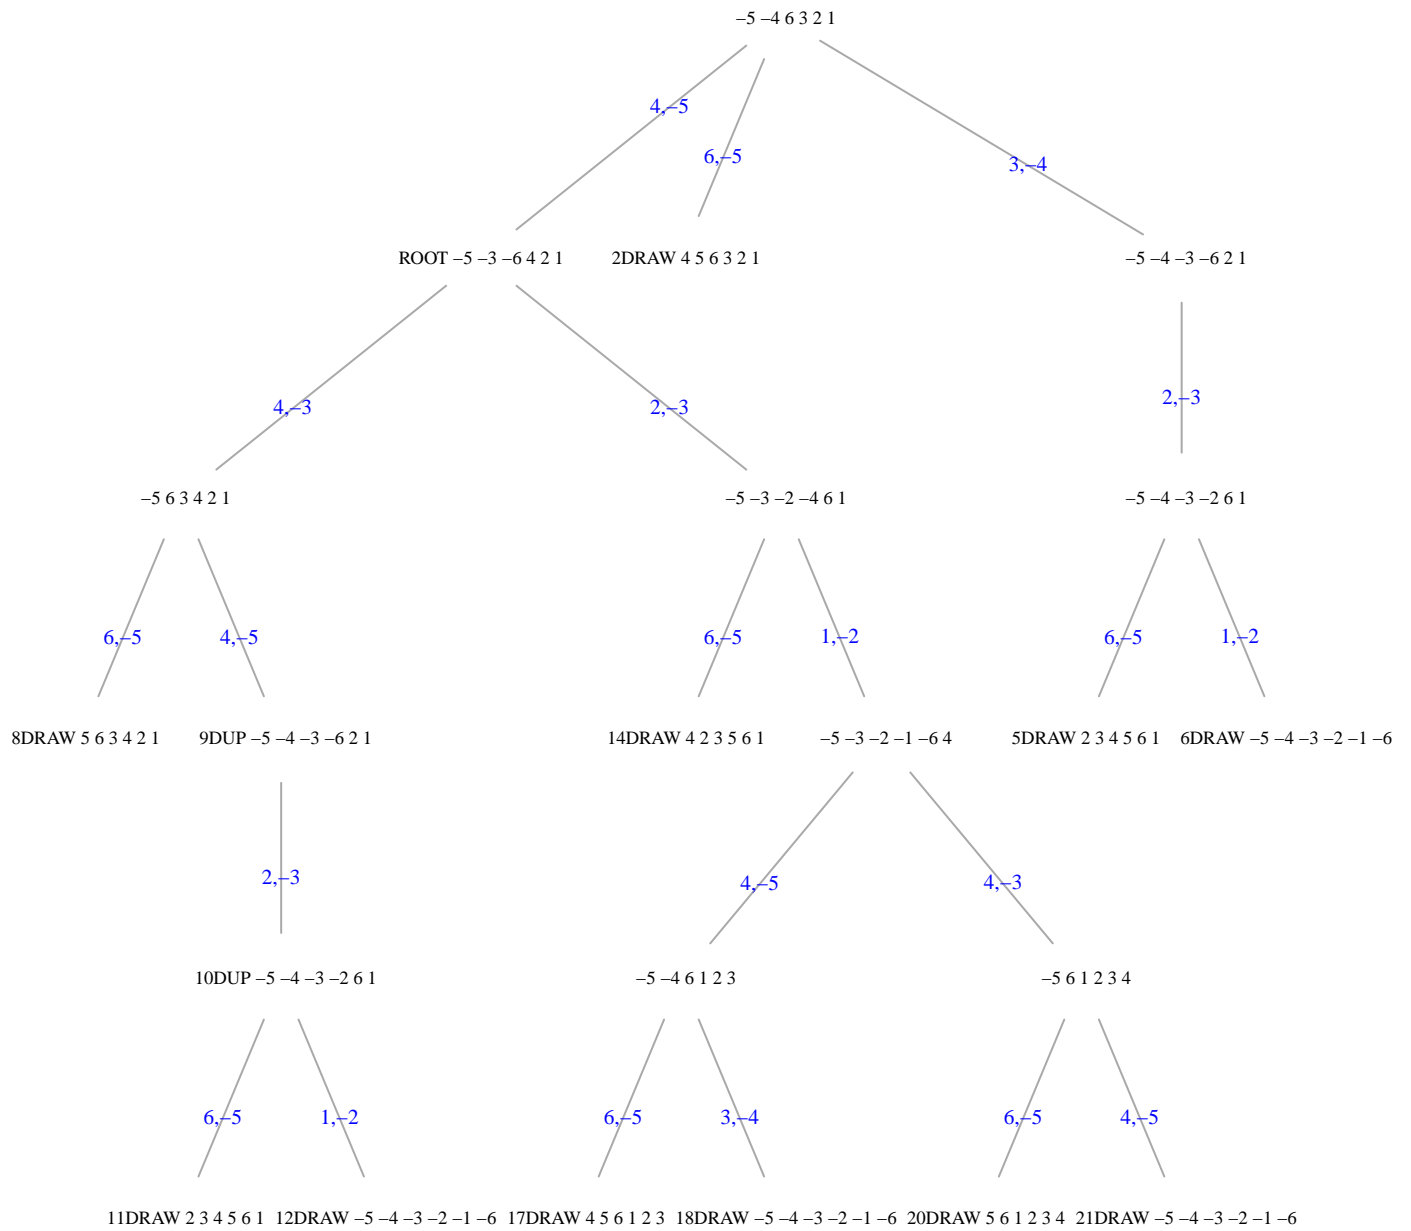 –5 –4 6 3 2 1
4,–5
6,–5
3,–4
ROOT –5 –3 –6 4 2 1
2DRAW 4 5 6 3 2 1
–5 –4 –3 –6 2 1
4,–3
2,–3
2,–3
–5 6 3 4 2 1
–5 –3 –2 –4 6 1
–5 –4 –3 –2 6 1
6,–5
4,–5
6,–5
1,–2
6,–5
1,–2
8DRAW 5 6 3 4 2 1
9DUP –5 –4 –3 –6 2 1
14DRAW 4 2 3 5 6 1
–5 –3 –2 –1 –6 4
5DRAW 2 3 4 5 6 1
6DRAW –5 –4 –3 –2 –1 –6
2,–3
4,–5
4,–3
10DUP –5 –4 –3 –2 6 1
–5 –4 6 1 2 3
–5 6 1 2 3 4
6,–5
1,–2
6,–5
3,–4
6,–5
4,–5
11DRAW 2 3 4 5 6 1
12DRAW –5 –4 –3 –2 –1 –6
17DRAW 4 5 6 1 2 3
18DRAW –5 –4 –3 –2 –1 –6
20DRAW 5 6 1 2 3 4
21DRAW –5 –4 –3 –2 –1 –6